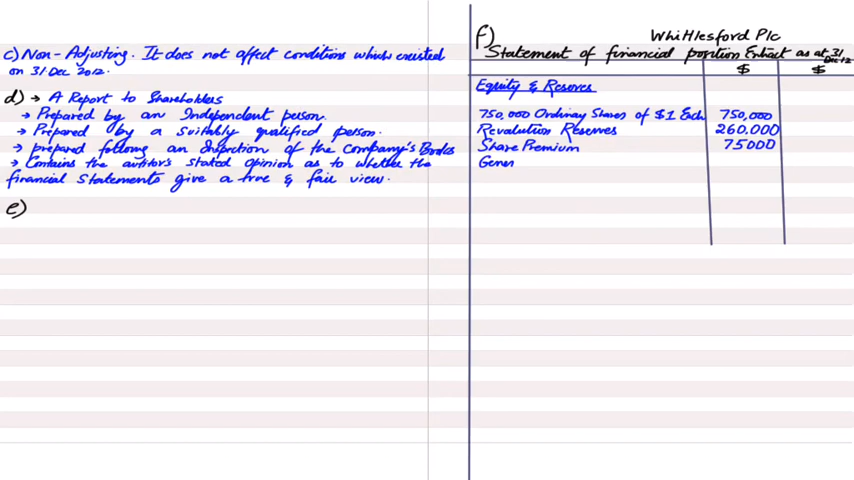 c) Non-Adjusting. It does not affect conditions which existed
on 31 Dec 2012.
d) → A Report to Shareholders
→ Prepared by an Independent person.
→ Prepared by a suitably qualified person.
→ prepared following an Inspection of the Company's Books
→ Contains the auditor's stated opinion as to whether the
financial statements give a true & fair view.
e)
f)
Whittlesford Plc
Statement of financial position Extract as at 31
Dec 12
$ $
Equity & Reserves
750,000 Ordinary Shares of $1 Each 750,000
Revalution Reserves 260,000
Share Premium 75000
Gener